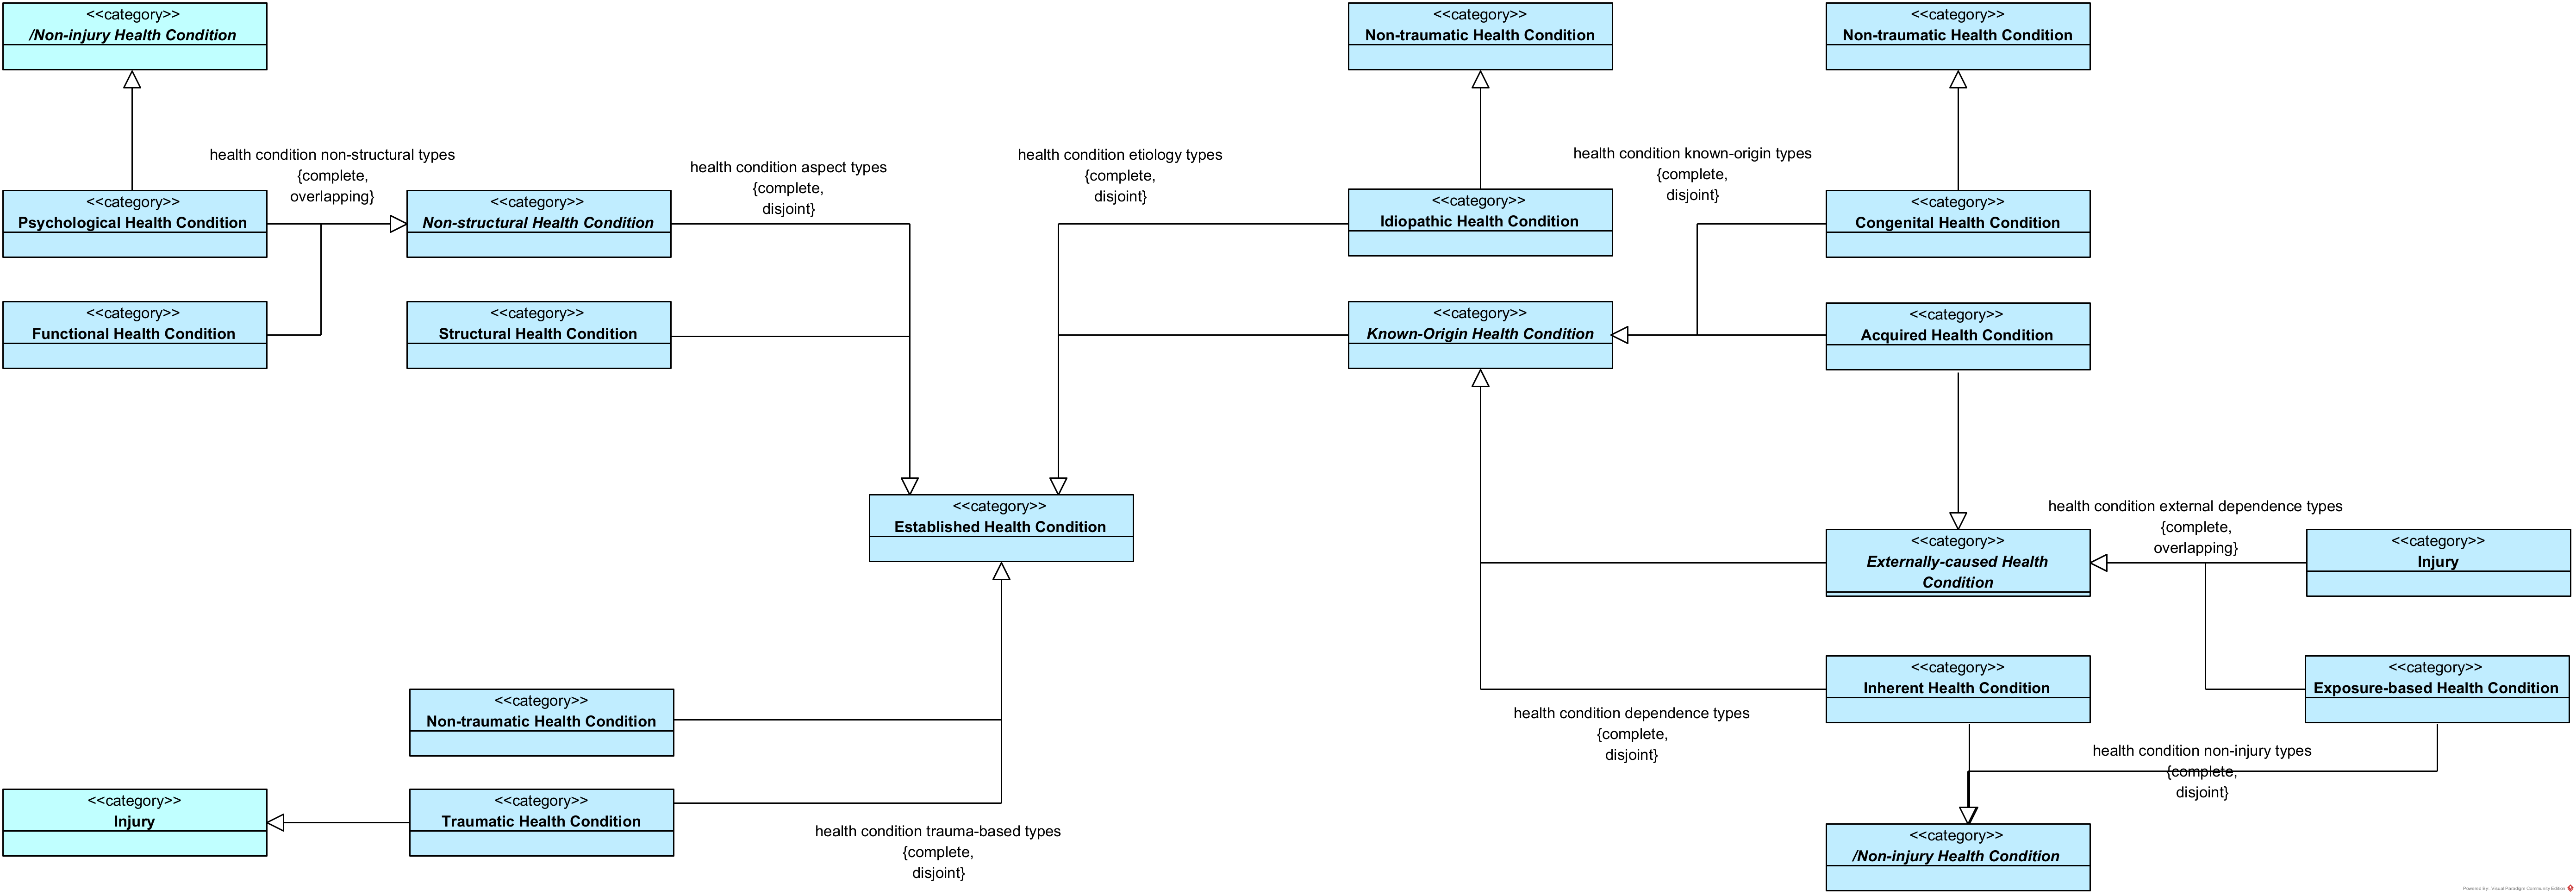 <<category>>
/Non-injury Health Condition
<<category>>
Non-traumatic Health Condition
<<category>>
Non-traumatic Health Condition
health condition non-structural types
{complete,
overlapping}
health condition aspect types
{complete,
disjoint}
health condition etiology types
{complete,
disjoint}
health condition known-origin types
{complete,
disjoint}
<<category>>
Psychological Health Condition
<<category>>
Non-structural Health Condition
<<category>>
Idiopathic Health Condition
<<category>>
Congenital Health Condition
<<category>>
Functional Health Condition
<<category>>
Structural Health Condition
<<category>>
Known-Origin Health Condition
<<category>>
Acquired Health Condition
<<category>>
Established Health Condition
health condition external dependence types
{complete,
overlapping}
<<category>>
Externally-caused Health
Condition
<<category>>
Injury
<<category>>
Non-traumatic Health Condition
<<category>>
Inherent Health Condition
<<category>>
Exposure-based Health Condition
health condition dependence types
{complete,
disjoint}
health condition non-injury types
{complete,
disjoint}
<<category>>
Injury
<<category>>
Traumatic Health Condition
health condition trauma-based types
{complete,
disjoint}
<<category>>
/Non-injury Health Condition
Powered By: Visual Paradigm Community Edition